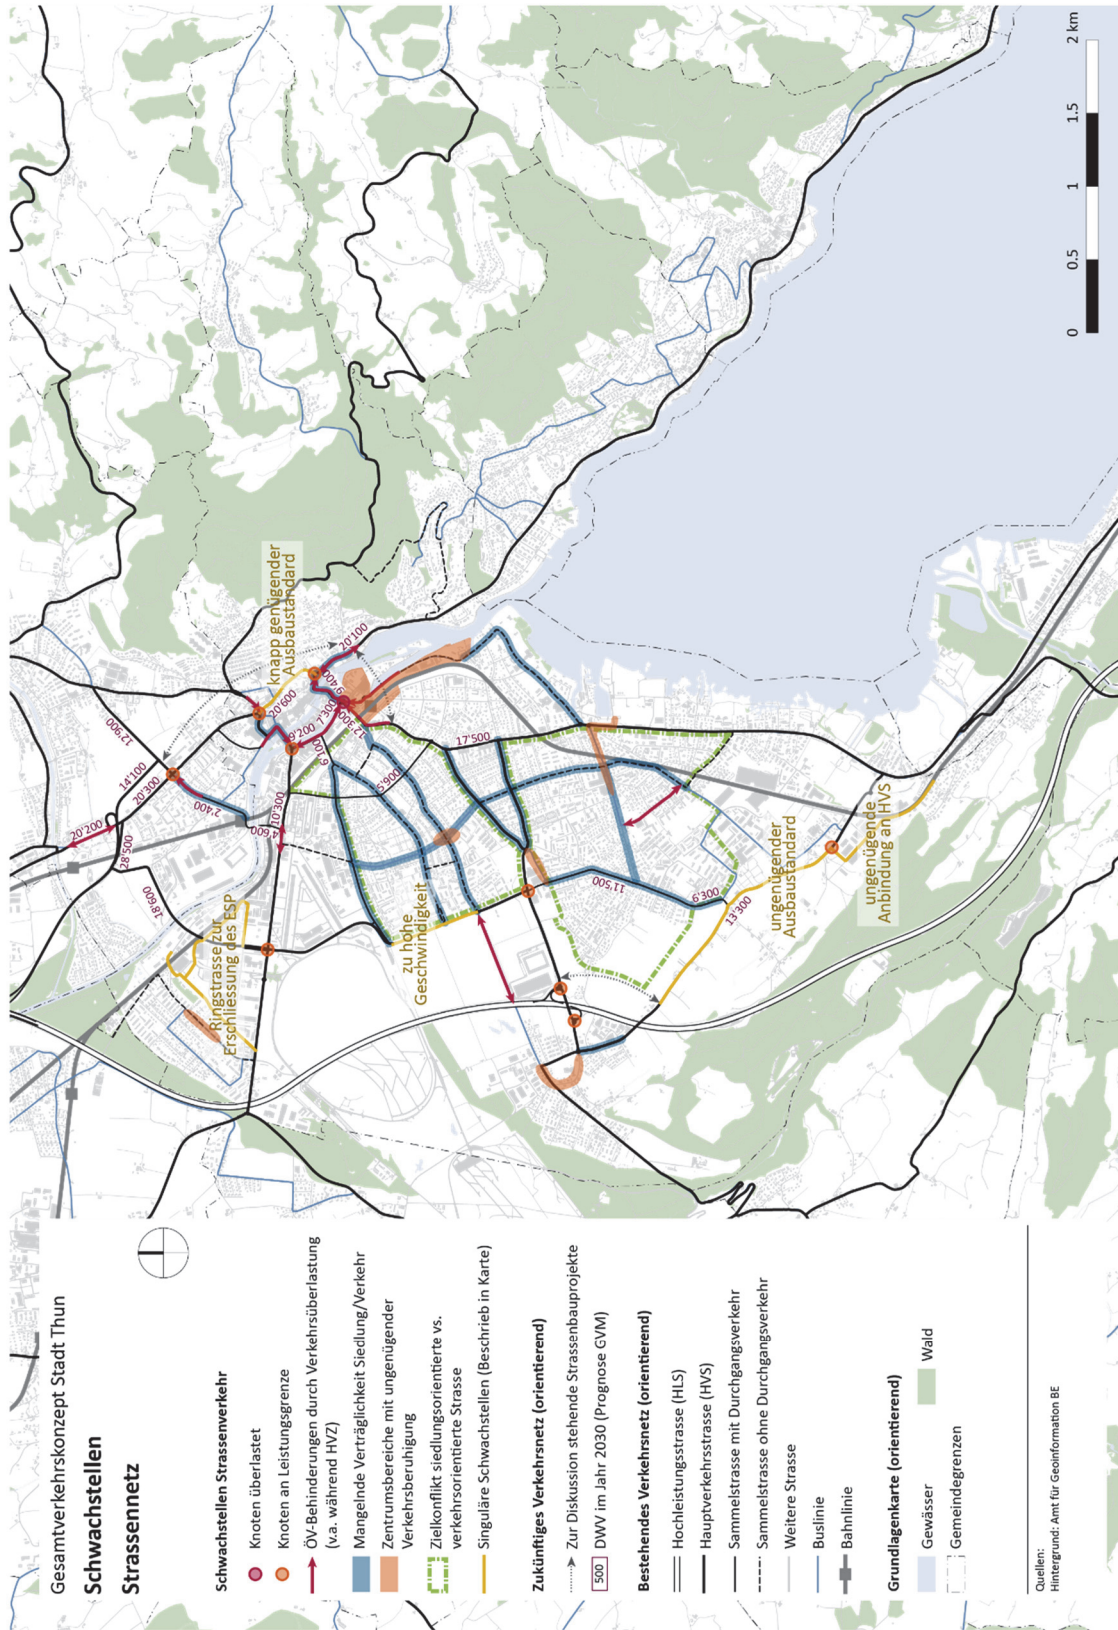 Gesamtverkehrskonzept Stadt Thun
Schwachstellen
Strassennetz
Schwachstellen Strassenverkehr
Knoten überlastet
Knoten an Leistungsgrenze
ÖV-Behinderungen durch Verkehrsüberlastung
(v.a. während HVZ)
Mangelnde Verträglichkeit Siedlung/Verkehr
Zentrumsbereiche mit ungenügender
Verkehrsberuhigung
Zielkonflikt siedlungsorientierte vs.
verkehrsorientierte Strasse
Singuläre Schwachstellen (Beschrieb in Karte)
Zukünftiges Verkehrsnetz (orientierend)
Zur Diskussion stehende Strassenbauprojekte
500 DWV im Jahr 2030 (Prognose GVM)
Bestehendes Verkehrsnetz (orientierend)
Hochleistungsstrasse (HLS)
Hauptverkehrsstrasse (HVS)
Sammelstrasse mit Durchgangsverkehr
Sammelstrasse ohne Durchgangsverkehr
Weitere Strasse
Buslinie
Bahnlinie
Grundlagenkarte (orientierend)
Gewässer
Wald
Gemeindegrenzen
Quellen:
Hintergrund: Amt für Geoinformation BE
Ringstrasse zur
Erschliessung des ESP
zu hohe
Geschwindigkeit
knapp genügender
Ausbaustandard
ungenügender
Ausbaustandard
ungenügende
Anbindung an HVS
20'200
28'500
18'600
12'900
14'100
20'300
2'400
4'600
10'300
20'600
9'200
7'300
9'400
20'100
6'100
12'300
5'900
17'500
11'500
6'300
13'300
0
0.5
1
1.5
2 km